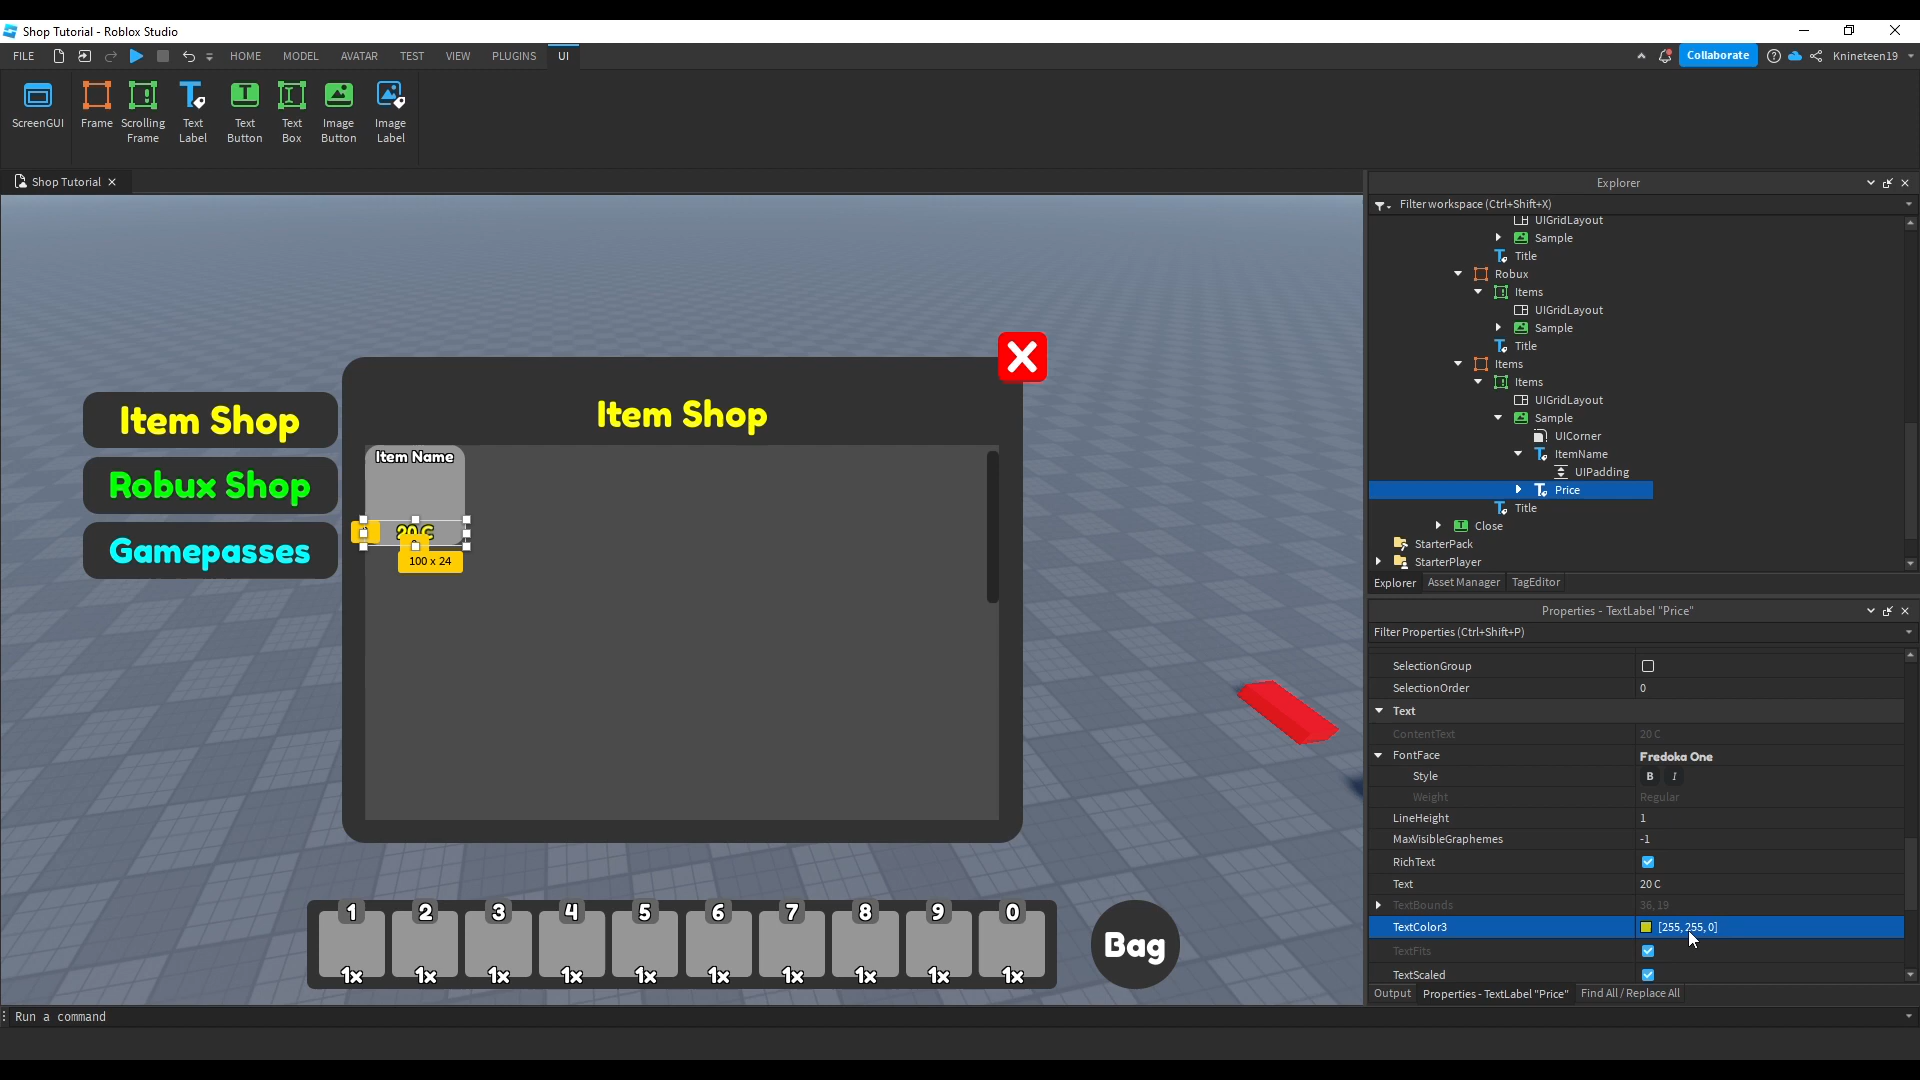 Shop Tutorial - Roblox Studio
FILE HOME MODEL AVATAR TEST VIEW PLUGINS UI Collaborate Knineteen19
ScreenGUI Frame Scrolling Frame Text Label Text Button Text Box Image Button Image Label
Shop Tutorial
Item Shop
Robux Shop
Gamepasses
Item Shop
Item Name
20 C
100 x 24
1 2 3 4 5 6 7 8 9 0
1x 1x 1x 1x 1x 1x 1x 1x 1x 1x
Bag
Explorer
Filter workspace (Ctrl+Shift+X)
UIGridLayout
Sample
Title
Robux
Items
UIGridLayout
Sample
Title
Items
Items
UIGridLayout
Sample
UICorner
ItemName
UIPadding
Price
Title
Close
StarterPack
StarterPlayer
Explorer Asset Manager TagEditor
Properties - TextLabel "Price"
Filter Properties (Ctrl+Shift+P)
SelectionGroup
SelectionOrder 0
Text
ContentText 20 C
FontFace Fredoka One
Style B I
Weight Regular
LineHeight 1
MaxVisibleGraphemes -1
RichText
Text 20 C
TextBounds 36, 19
TextColor3 [255, 255, 0]
TextFits
TextScaled
Output Properties - TextLabel "Price" Find All / Replace All
Run a command